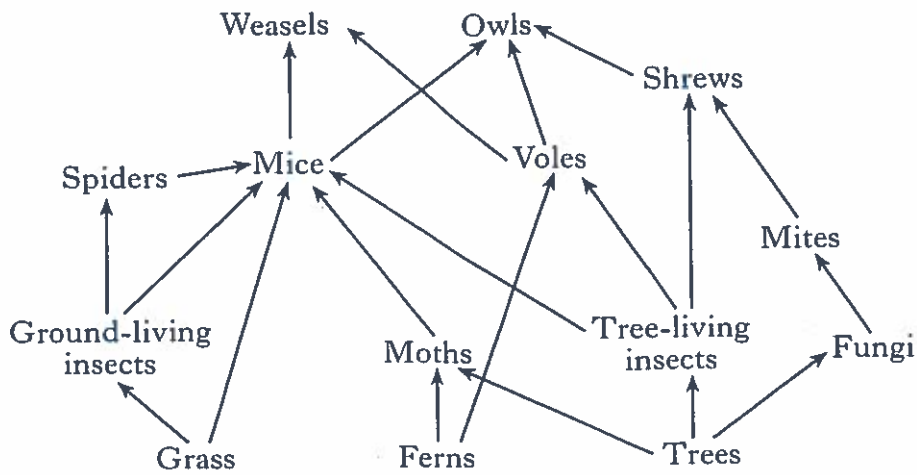 Weasels
Owls
Shrews
Spiders
Mice
Voles
Mites
Ground-living
insects
Moths
Tree-living
insects
Fungi
Grass
Ferns
Trees